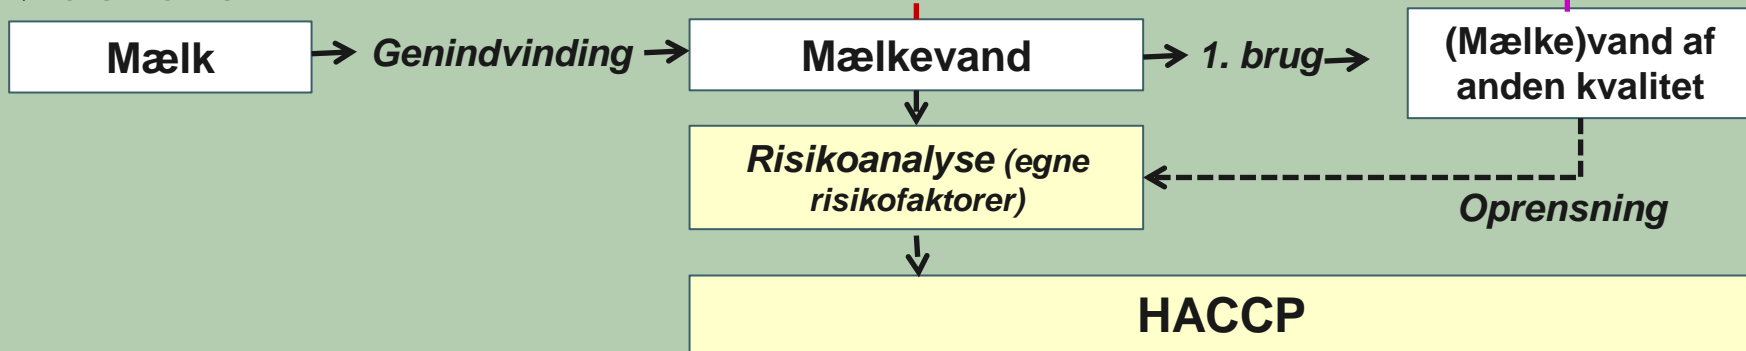 Mælk
Genindvinding
Mælkevand
1. brug
(Mælke)vand af
anden kvalitet
Risikoanalyse (egne
risikofaktorer)
Oprensning
HACCP